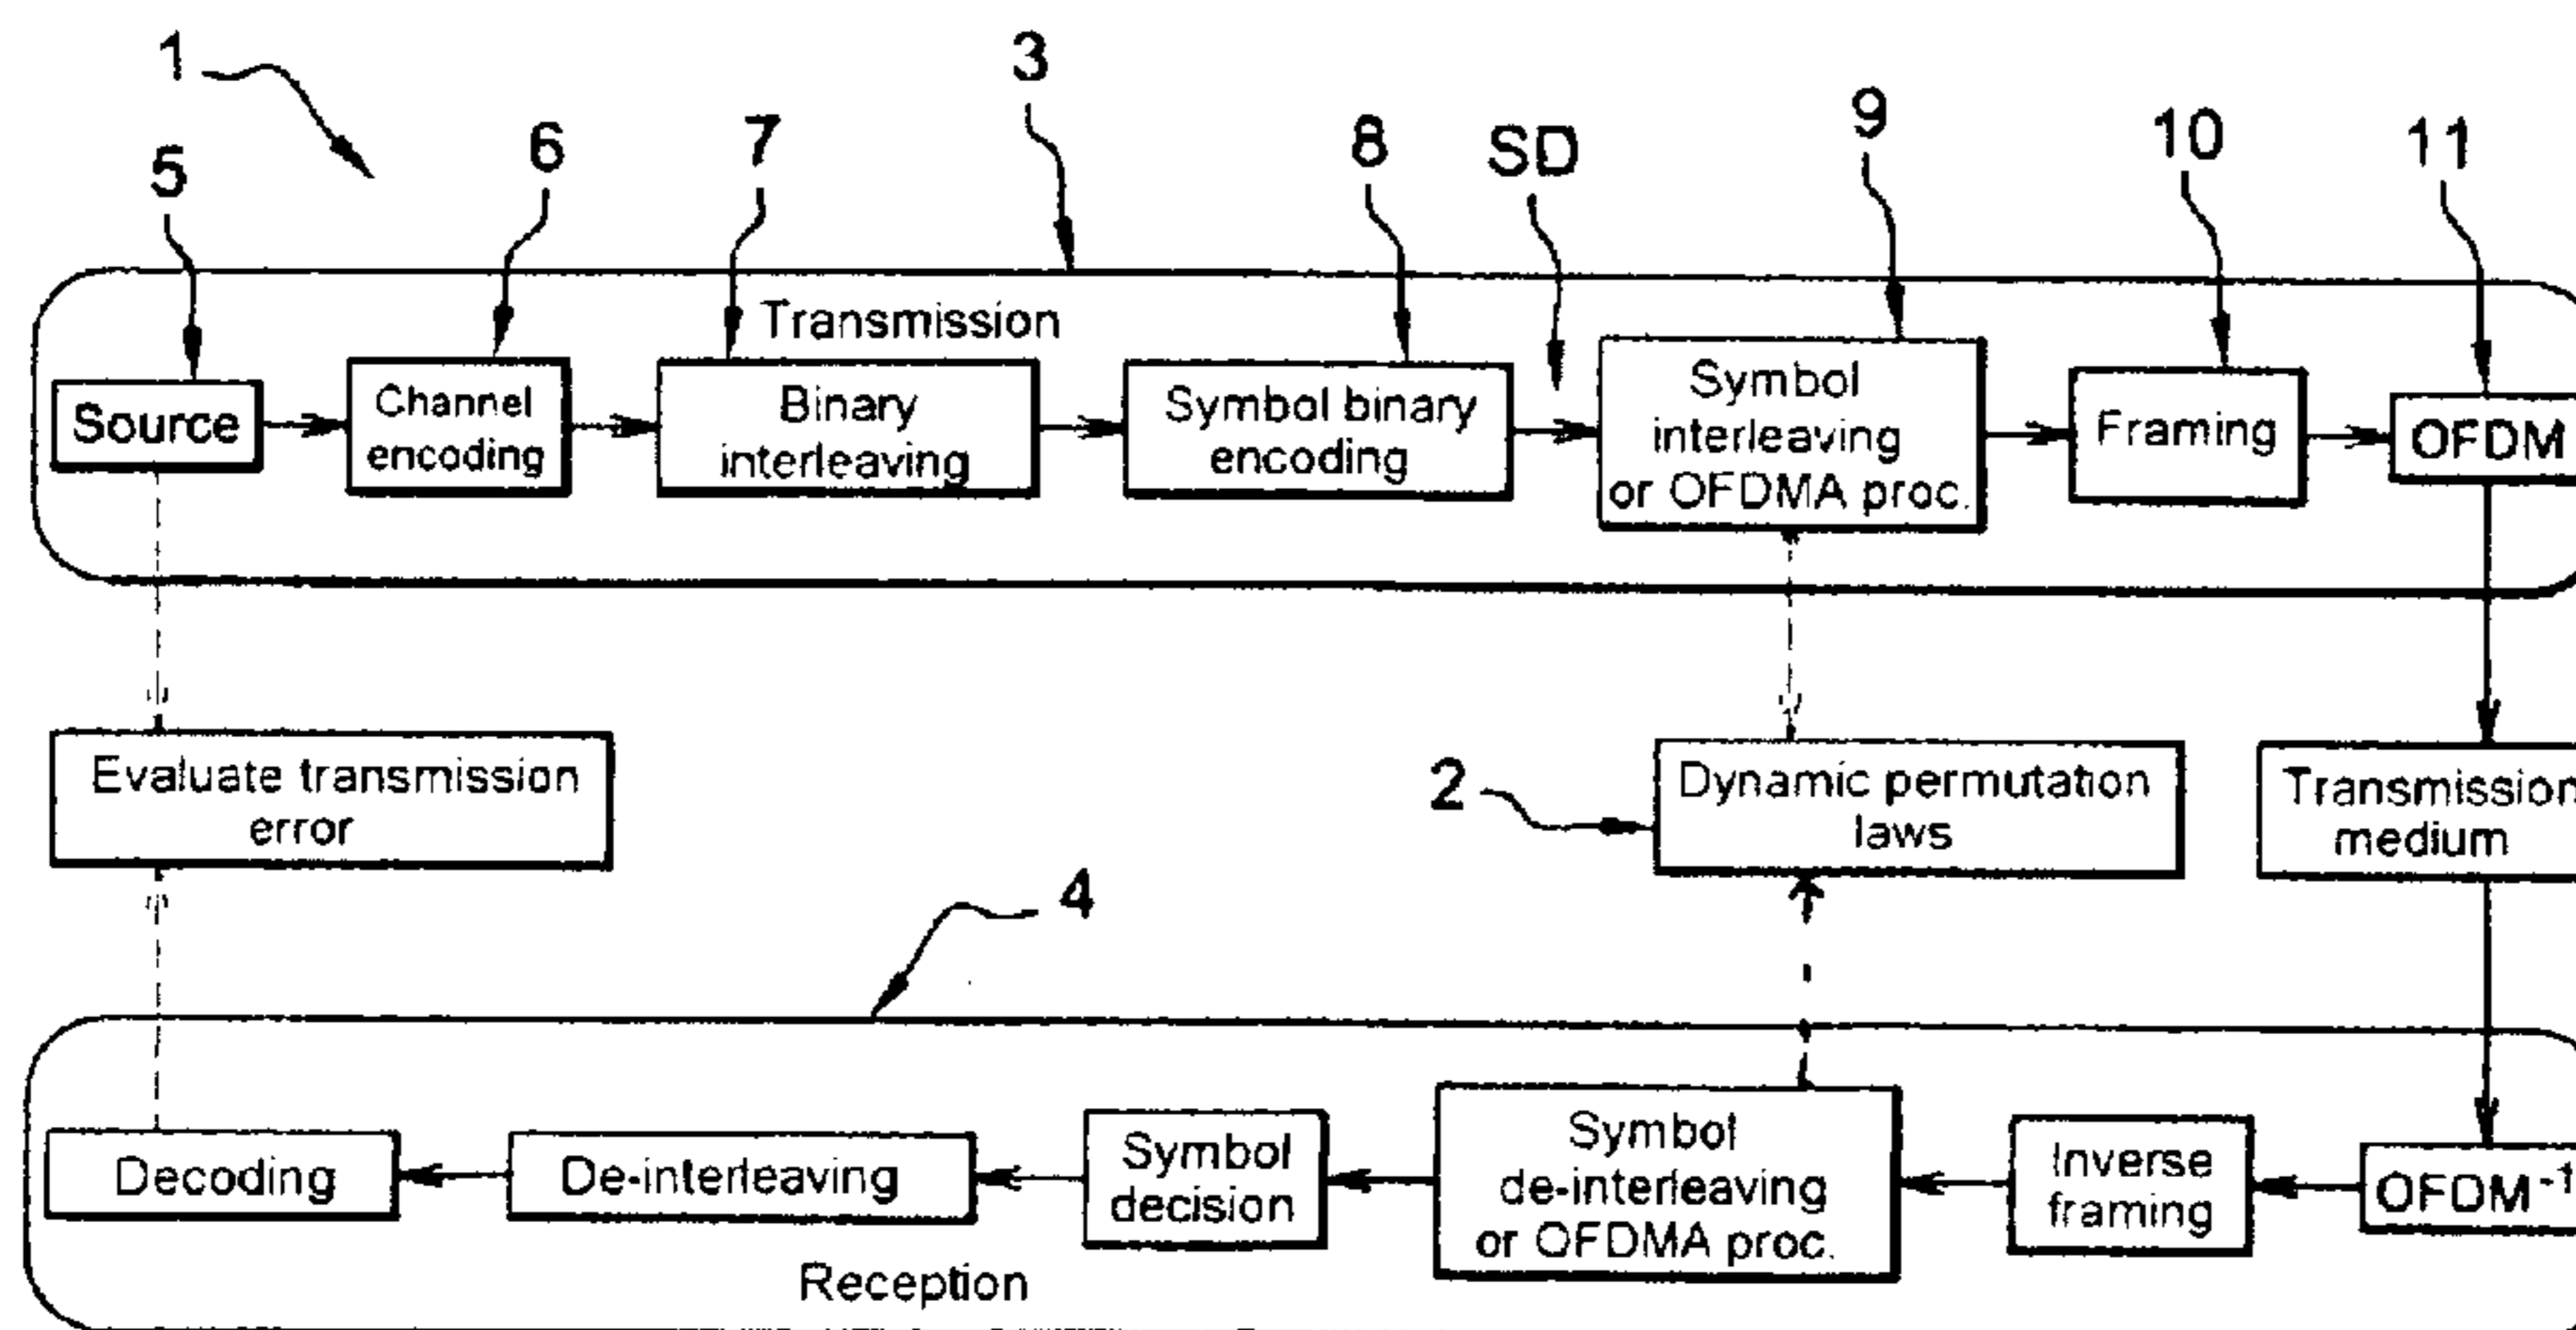 1
3
5
6
7
8
SD
9
10
11
Transmission
Source
Channel
encoding
Binary
interleaving
Symbol binary
encoding
Symbol
interleaving
or OFDMA proc.
Framing
OFDM
Evaluate transmission
error
2
Dynamic permutation
laws
Transmission
medium
4
Decoding
De-interleaving
Symbol
decision
Symbol
de-interleaving
or OFDMA proc.
Inverse
framing
OFDM-1
Reception